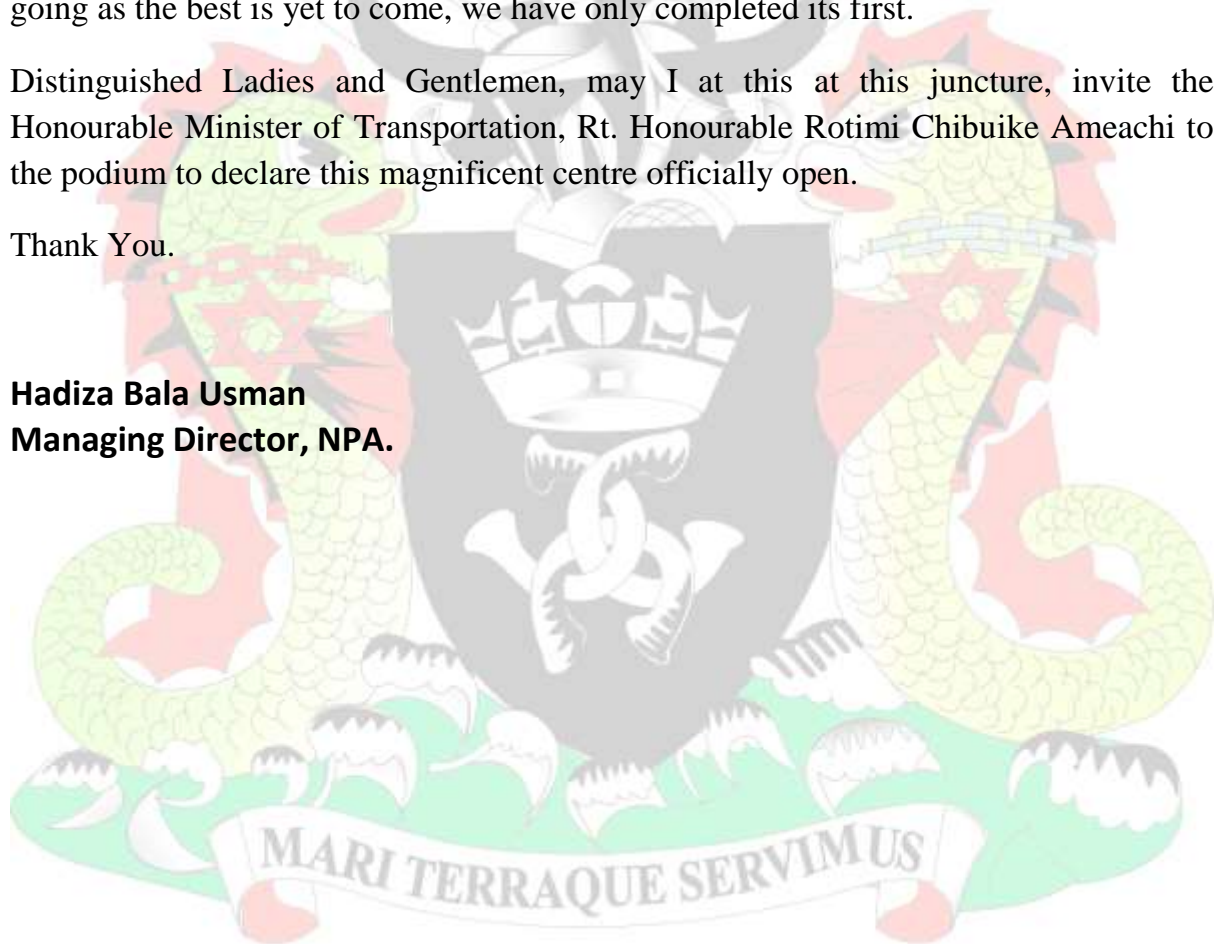 going as the best is yet to come, we have only completed its first.
Distinguished Ladies and Gentlemen, may I at this at this juncture, invite the
Honourable Minister of Transportation, Rt. Honourable Rotimi Chibuike Ameachi to
the podium to declare this magnificent centre officially open.
Thank You.
Hadiza Bala Usman
Managing Director, NPA.
MARI TERRAQUE SERVIMUS